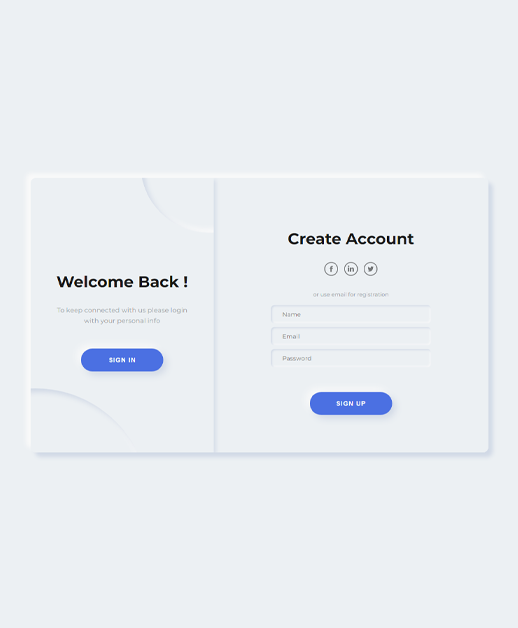 Welcome Back !
To keep connected with us please login
with your personal info
SIGN IN
Create Account
f in
or use email for registration
Name
Email
Password
SIGN UP